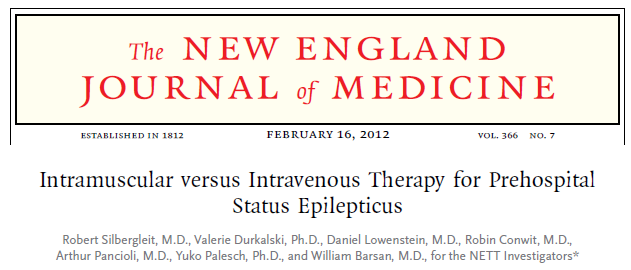 The NEW ENGLAND
JOURNAL of MEDICINE
ESTABLISHED IN 1812 FEBRUARY 16, 2012 VOL. 366 NO. 7
Intramuscular versus Intravenous Therapy for Prehospital
Status Epilepticus
Robert Silbergleit, M.D., Valerie Durkalski, Ph.D., Daniel Lowenstein, M.D., Robin Conwit, M.D.,
Arthur Pancioli, M.D., Yuko Palesch, Ph.D., and William Barsan, M.D., for the NETT Investigators*